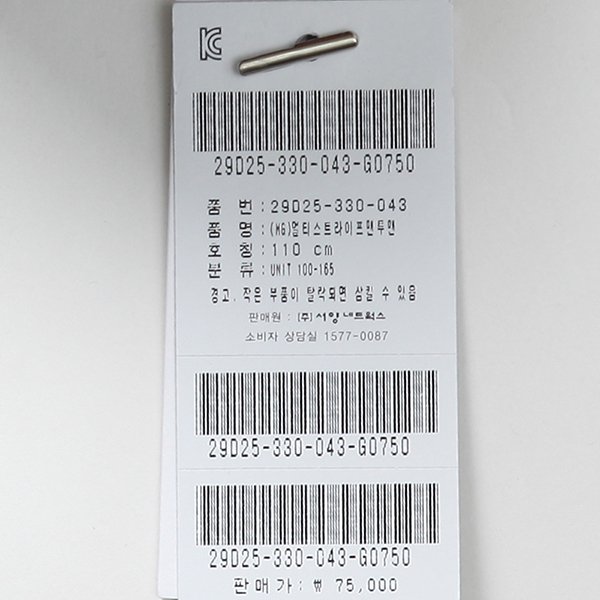 KC
29D25-330-043-G0750
품 번 : 29D25-330-043
품 명 : (MG)멀티스트라이프맨투맨
호 칭 : 110 cm
분 류 : UNIT 100-165
경고. 작은 부품이 탈락되면 삼킬 수 있음
판매원 : (주) 서양네트웍스
소비자 상담실 1577-0087
29D25-330-043-G0750
29D25-330-043-G0750
판매가 : ₩ 75,000